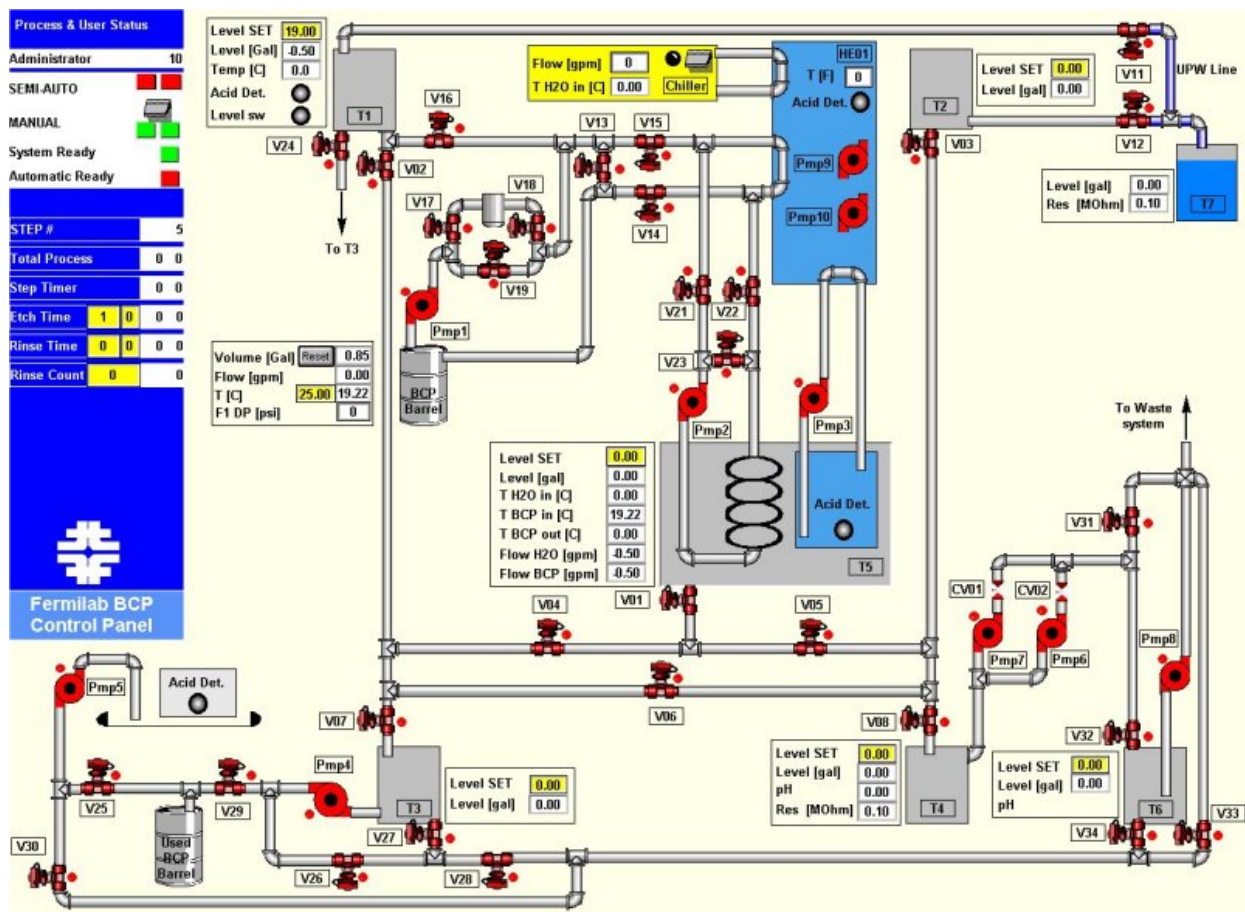 Process & User Status
Administrator 10
SEMI-AUTO
MANUAL
System Ready
Automatic Ready
STEP # 5
Total Process 0 0
Step Timer 0 0
Etch Time 1 0 0 0
Rinse Time 0 0 0 0
Rinse Count 0 0
Fermilab BCP
Control Panel
Level SET 19.00
Level [Gal] -0.50
Temp [C] 0.0
Acid Det.
Level sw
T1
V24
V02
To T3
V16
V17
V18
V19
Pmp1
BCP
Barrel
Flow [gpm] 0
T H2O in [C] 0.00
Chiller
V13
V15
V14
HE01
T [F] 0
Acid Det.
Pmp9
Pmp10
T2
V03
Level SET 0.00
Level [gal] 0.00
V11
UPW Line
V12
Level [gal] 0.00
Res [MOhm] 0.10
T7
Volume [Gal] Reset 0.85
Flow [gpm] 0.00
T [C] 25.00 19.22
F1 DP [psi] 0
V21
V22
V23
Pmp2
Pmp3
Level SET 0.00
Level [gal] 0.00
T H2O in [C] 0.00
T BCP in [C] 19.22
T BCP out [C] 0.00
Flow H2O [gpm] -0.50
Flow BCP [gpm] -0.50
Acid Det.
T5
V01
V04
V05
V06
V07
V08
To Waste
system
V31
CV01
CV02
Pmp7
Pmp6
Pmp8
V32
Pmp5
Acid Det.
V25
V29
Pmp4
Used
BCP
Barrel
V30
V26
V27
V28
T3
Level SET 0.00
Level [gal] 0.00
Level SET 0.00
Level [gal] 0.00
pH 0.00
Res [MOhm] 0.10
T4
Level SET 0.00
Level [gal] 0.00
pH
T6
V34
V33